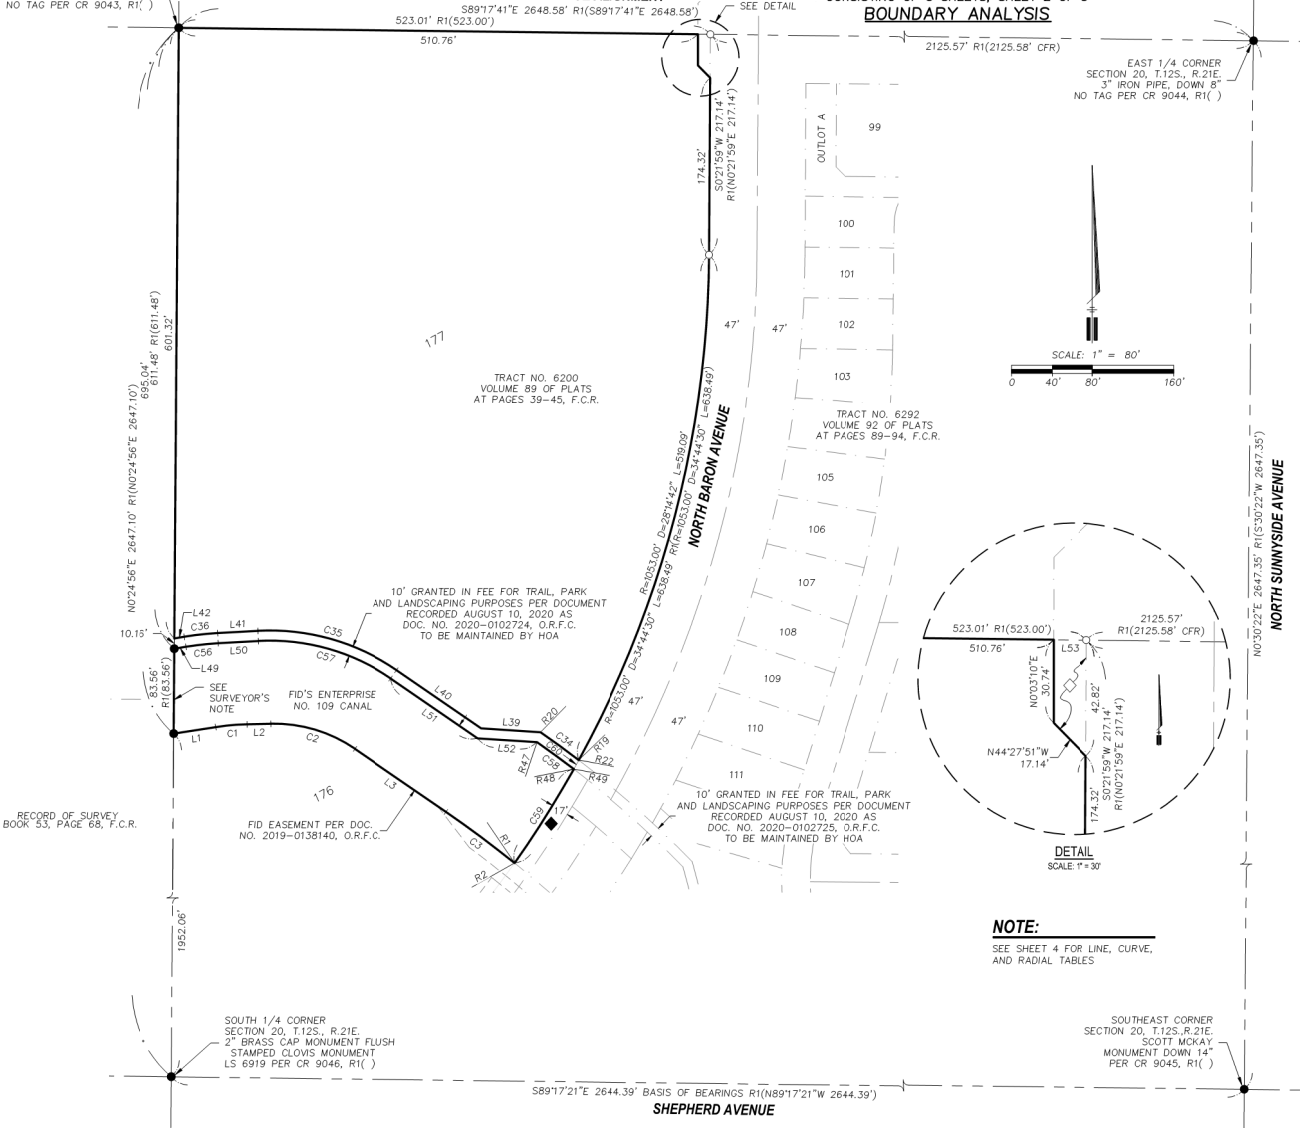 NO TAG PER CR 9043, R1( )
S89°17'41"E 2648.58' R1(S89°17'41"E 2648.58')
523.01' R1(523.00')
510.76'
SEE DETAIL
BOUNDARY ANALYSIS
2125.57' R1(2125.58' CFR)
EAST 1/4 CORNER
SECTION 20, T.12S., R.21E.
3" IRON PIPE, DOWN 8"
NO TAG PER CR 9044, R1( )
174.32'
S0°21'59"W 217.14'
R1(N0°21'59"E 217.14')
OUTLOT A
99
100
101
102
103
47'
47'
SCALE: 1" = 80'
0 40' 80' 160'
N0°24'56"E 2647.10' R1(N0°24'56"E 2647.10')
695.04'
611.48' R1(611.48')
601.32'
177
TRACT NO. 6200
VOLUME 89 OF PLATS
AT PAGES 39-45, F.C.R.
TRACT NO. 6292
VOLUME 92 OF PLATS
AT PAGES 89-94, F.C.R.
R=1053.00' D=28°14'42" L=519.09'
R=1053.00' D=34°44'30" L=638.49' R1(R=1053.00' D=34°44'30" L=638.49')
NORTH BARON AVENUE
105
106
107
108
109
110
111
47'
47'
N0°30'22"E 2647.35' R1(S°30'22"W 2647.35')
NORTH SUNNYSIDE AVENUE
10' GRANTED IN FEE FOR TRAIL, PARK
AND LANDSCAPING PURPOSES PER DOCUMENT
RECORDED AUGUST 10, 2020 AS
DOC. NO. 2020-0102724, O.R.F.C.
TO BE MAINTAINED BY HOA
L42
C36
L41
C35
10.15'
C56
L50
C57
L49
L40
L51
L39
L52
R20
C34
R19
C60
R22
R47
C58
R48
R49
83.56'
R1(83.56')
SEE
SURVEYOR'S
NOTE
FID'S ENTERPRISE
NO. 109 CANAL
L1
C1
L2
C2
L3
C3
C59
17'
R1
R2
176
FID EASEMENT PER DOC.
NO. 2019-0138140, O.R.F.C.
RECORD OF SURVEY
BOOK 53, PAGE 68, F.C.R.
10' GRANTED IN FEE FOR TRAIL, PARK
AND LANDSCAPING PURPOSES PER DOCUMENT
RECORDED AUGUST 10, 2020 AS
DOC. NO. 2020-0102725, O.R.F.C.
TO BE MAINTAINED BY HOA
523.01' R1(523.00')
510.76'
L53
2125.57'
R1(2125.58' CFR)
N0°03'10"E
30.74'
42.82'
N44°27'51"W
17.14'
174.32'
S0°21'59"W 217.14'
R1(N0°21'59"E 217.14')
DETAIL
SCALE: 1" = 30'
NOTE:
SEE SHEET 4 FOR LINE, CURVE,
AND RADIAL TABLES
1952.06'
SOUTH 1/4 CORNER
SECTION 20, T.12S., R.21E.
2" BRASS CAP MONUMENT FLUSH
STAMPED CLOVIS MONUMENT
LS 6919 PER CR 9046, R1( )
SOUTHEAST CORNER
SECTION 20, T.12S.,R.21E.
SCOTT MCKAY
MONUMENT DOWN 14"
PER CR 9045, R1( )
S89°17'21"E 2644.39' BASIS OF BEARINGS R1(N89°17'21"W 2644.39')
SHEPHERD AVENUE